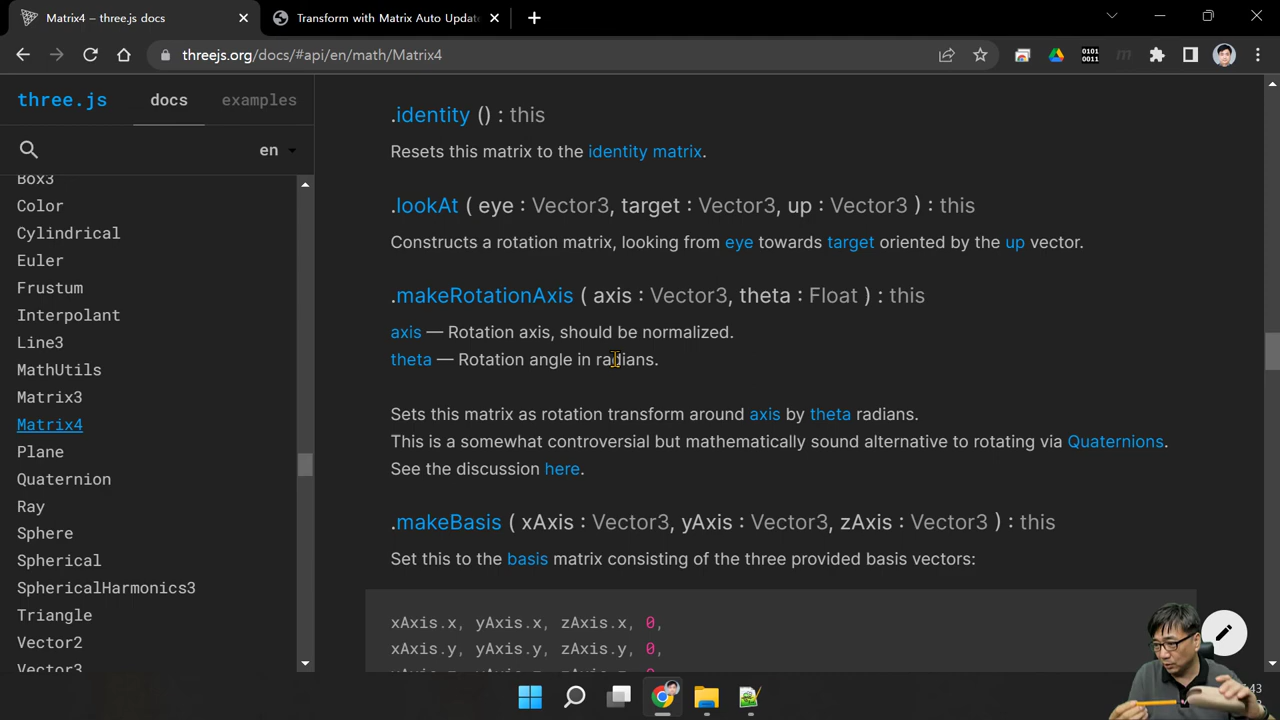 Matrix4 – three.js docs
Transform with Matrix Auto Update
threejs.org/docs/#api/en/math/Matrix4
three.js
docs
examples
en
Box3
Color
Cylindrical
Euler
Frustum
Interpolant
Line3
MathUtils
Matrix3
Matrix4
Plane
Quaternion
Ray
Sphere
Spherical
SphericalHarmonics3
Triangle
Vector2
Vector3
.identity () : this
Resets this matrix to the identity matrix.
.lookAt ( eye : Vector3, target : Vector3, up : Vector3 ) : this
Constructs a rotation matrix, looking from eye towards target oriented by the up vector.
.makeRotationAxis ( axis : Vector3, theta : Float ) : this
axis — Rotation axis, should be normalized.
theta — Rotation angle in radians.
Sets this matrix as rotation transform around axis by theta radians.
This is a somewhat controversial but mathematically sound alternative to rotating via Quaternions.
See the discussion here.
.makeBasis ( xAxis : Vector3, yAxis : Vector3, zAxis : Vector3 ) : this
Set this to the basis matrix consisting of the three provided basis vectors:
xAxis.x, yAxis.x, zAxis.x, 0,
xAxis.y, yAxis.y, zAxis.y, 0,